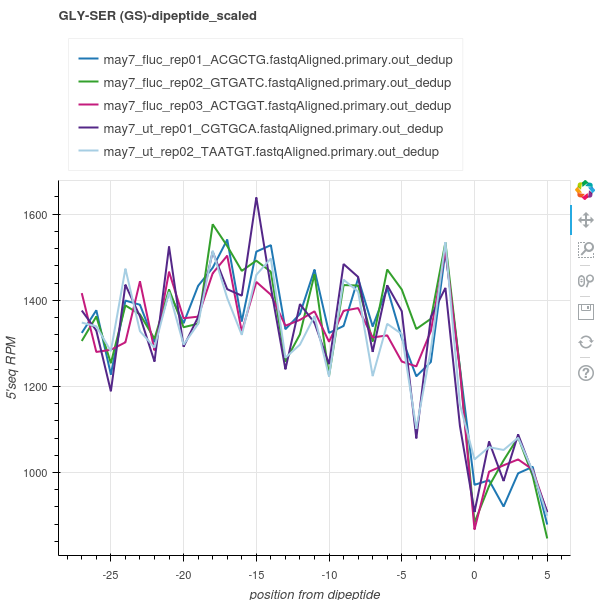 GLY-SER (GS)-dipeptide_scaled
may7_fluc_rep01_ACGCTG.fastqAligned.primary.out_dedup
may7_fluc_rep02_GTGATC.fastqAligned.primary.out_dedup
may7_fluc_rep03_ACTGGT.fastqAligned.primary.out_dedup
may7_ut_rep01_CGTGCA.fastqAligned.primary.out_dedup
may7_ut_rep02_TAATGT.fastqAligned.primary.out_dedup
1600
1400
1200
1000
5'seq RPM
-25 -20 -15 -10 -5 0 5
position from dipeptide